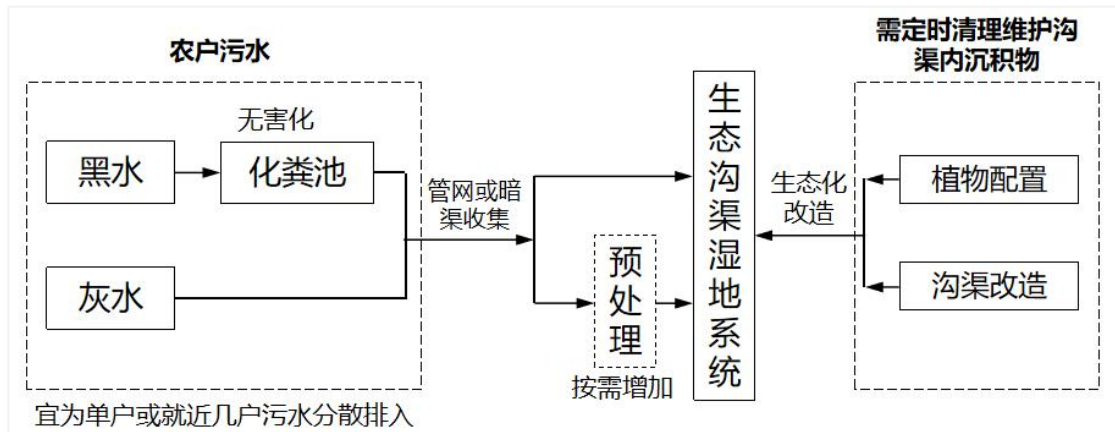 农户污水
无害化
黑水
化粪池
灰水
宜为单户或就近几户污水分散排入
管网或暗
渠收集
预
处
理
按需增加
生
态
沟
渠
湿
地
系
统
生态化
改造
需定时清理维护沟
渠内沉积物
植物配置
沟渠改造